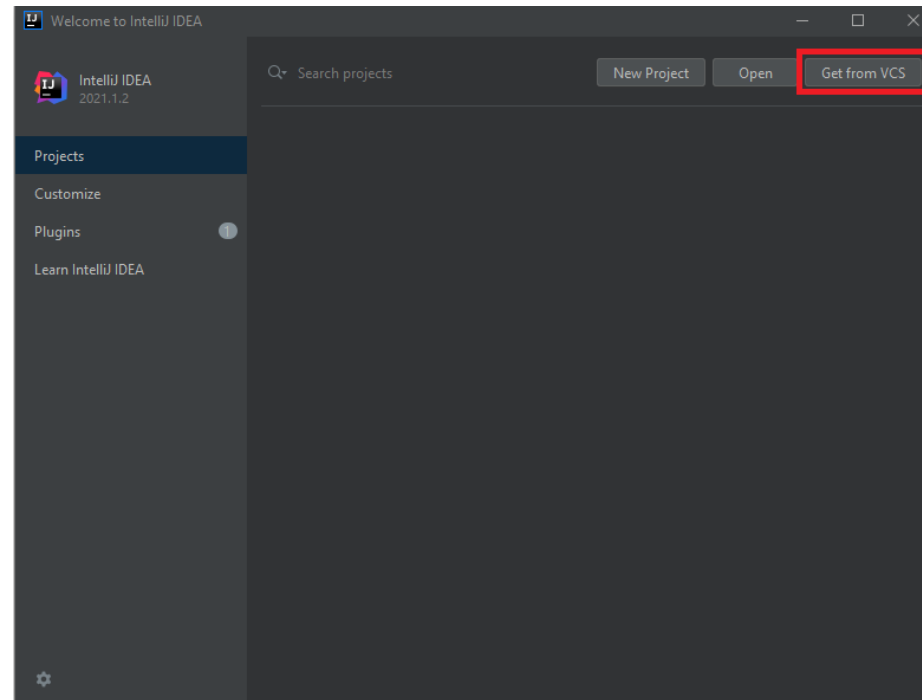 Welcome to IntelliJ IDEA
IntelliJ IDEA
2021.1.2
Search projects
New Project
Open
Get from VCS
Projects
Customize
Plugins
1
Learn IntelliJ IDEA